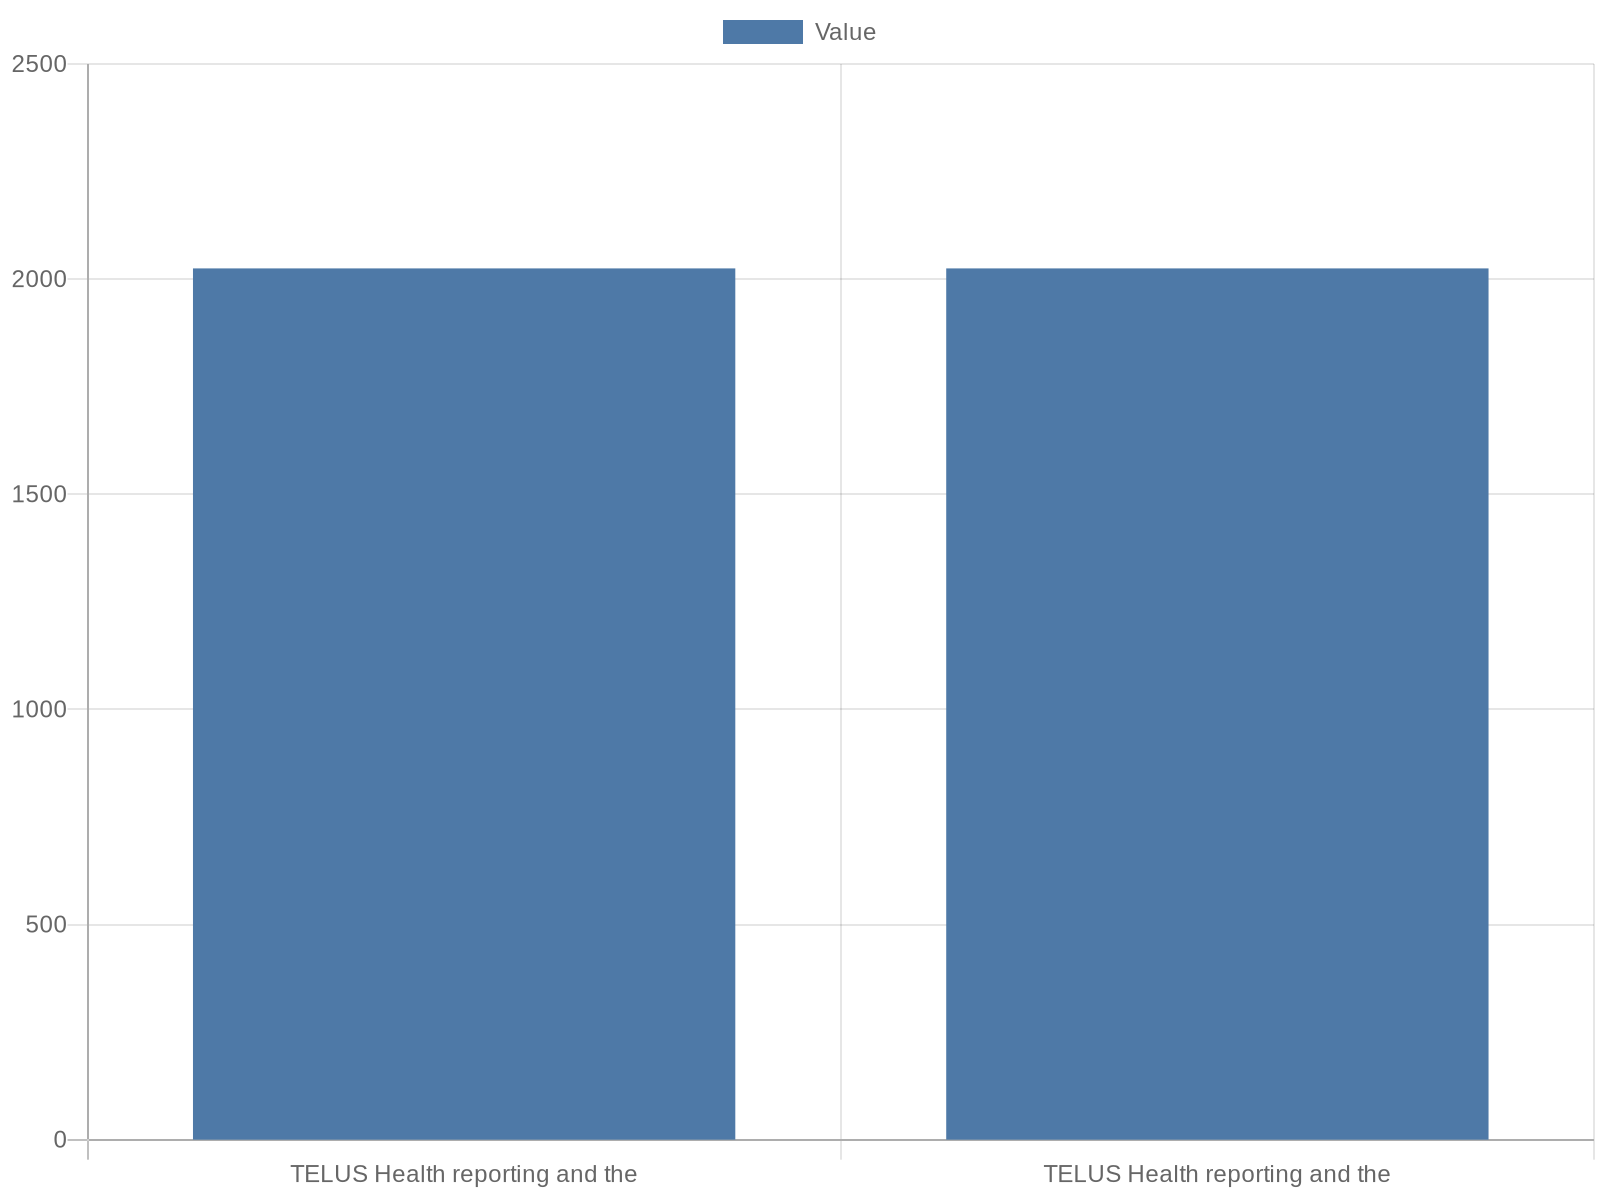 Value
2500
2000
1500
1000
500
0
TELUS Health reporting and the
TELUS Health reporting and the